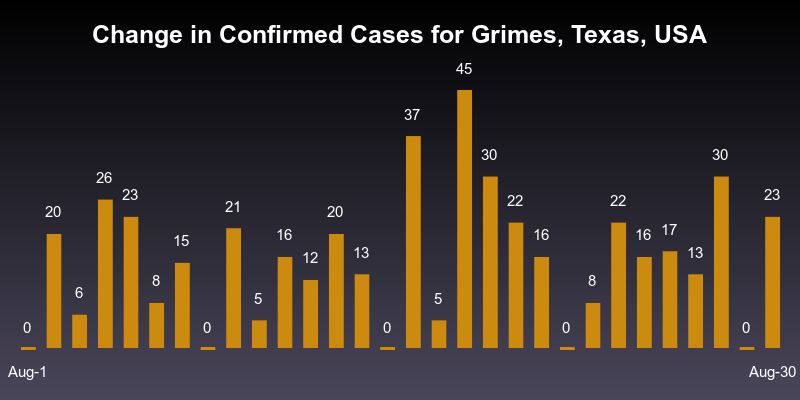 Change in Confirmed Cases for Grimes, Texas, USA
0 20 6 26 23 8 15 0 21 5 16 12 20 13 0 37 5 45 30 22 16 0 8 22 16 17 13 30 0 23
Aug-1 Aug-30